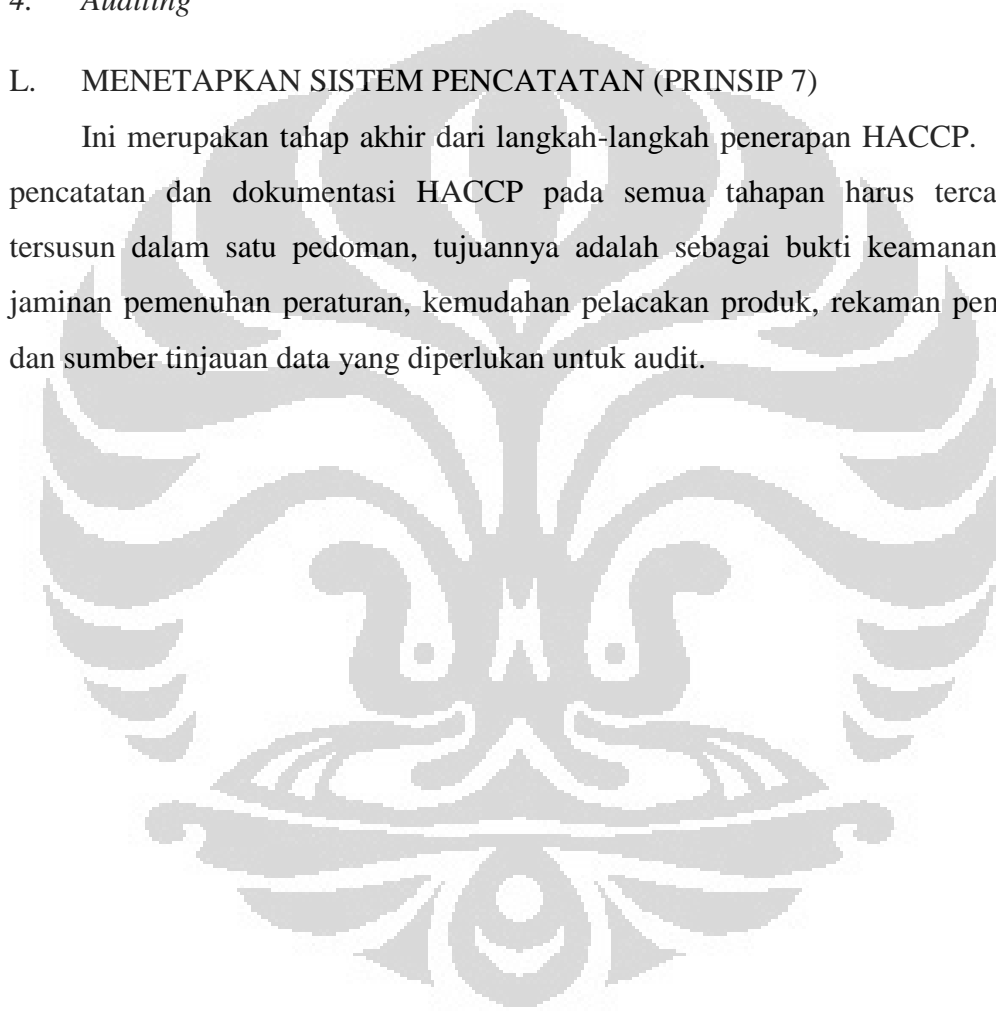 4. Auditing
L. MENETAPKAN SISTEM PENCATATAN (PRINSIP 7)
Ini merupakan tahap akhir dari langkah-langkah penerapan HACCP.
pencatatan dan dokumentasi HACCP pada semua tahapan harus terca
tersusun dalam satu pedoman, tujuannya adalah sebagai bukti keamanan
jaminan pemenuhan peraturan, kemudahan pelacakan produk, rekaman pen
dan sumber tinjauan data yang diperlukan untuk audit.